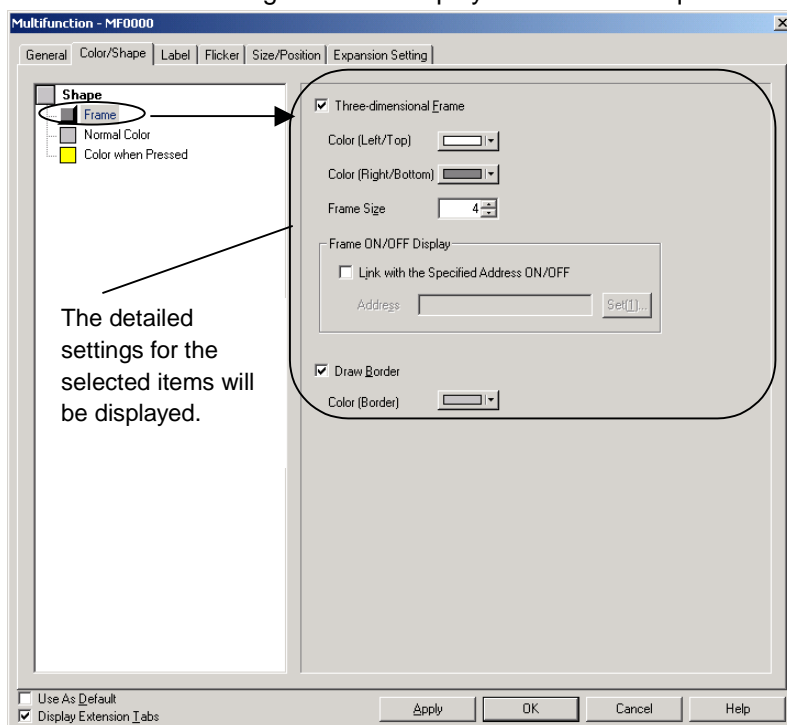 Multifunction - MF0000
General Color/Shape Label Flicker Size/Position Expansion Setting
Shape
Frame
Normal Color
Color when Pressed
Three-dimensional Frame
Color (Left/Top)
Color (Right/Bottom)
Frame Size 4
Frame ON/OFF Display
Link with the Specified Address ON/OFF
Address Set(1)...
Draw Border
Color (Border)
The detailed
settings for the
selected items will
be displayed.
Use As Default
Display Extension Tabs
Apply OK Cancel Help